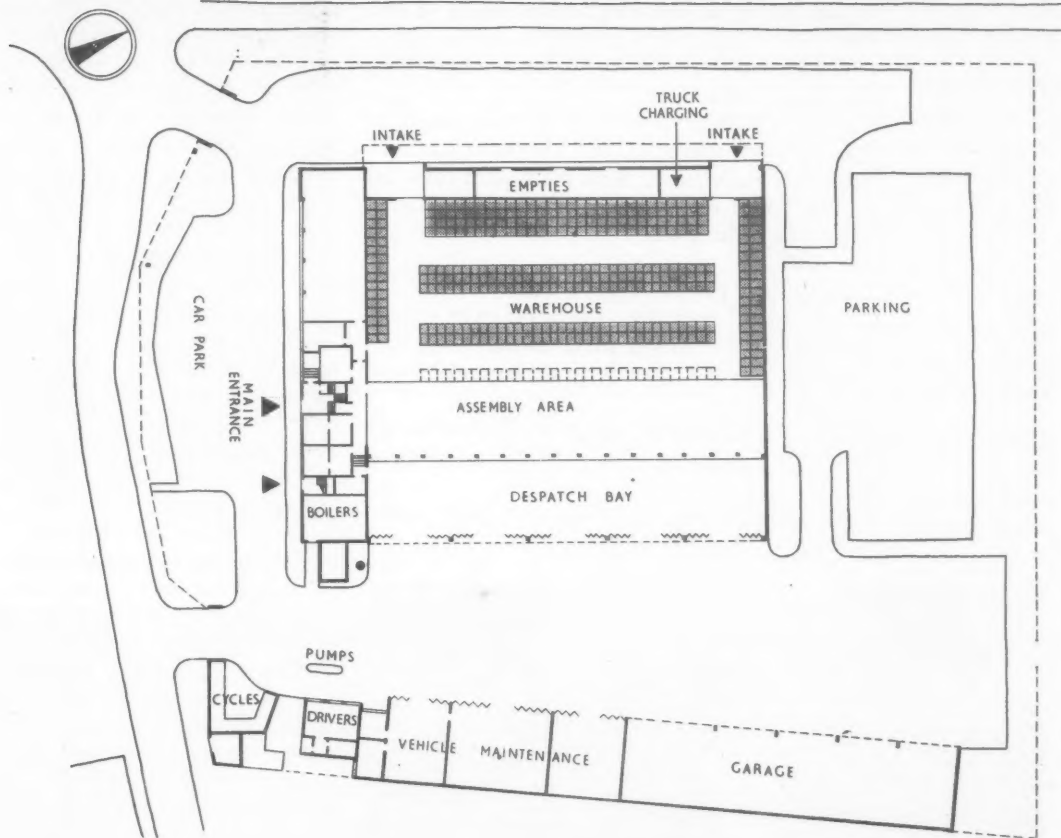 TRUCK
CHARGING
INTAKE
INTAKE
EMPTIES
WAREHOUSE
PARKING
CAR PARK
MAIN
ENTRANCE
ASSEMBLY AREA
DESPATCH BAY
BOILERS
PUMPS
CYCLES
DRIVERS
VEHICLE MAINTENANCE
GARAGE